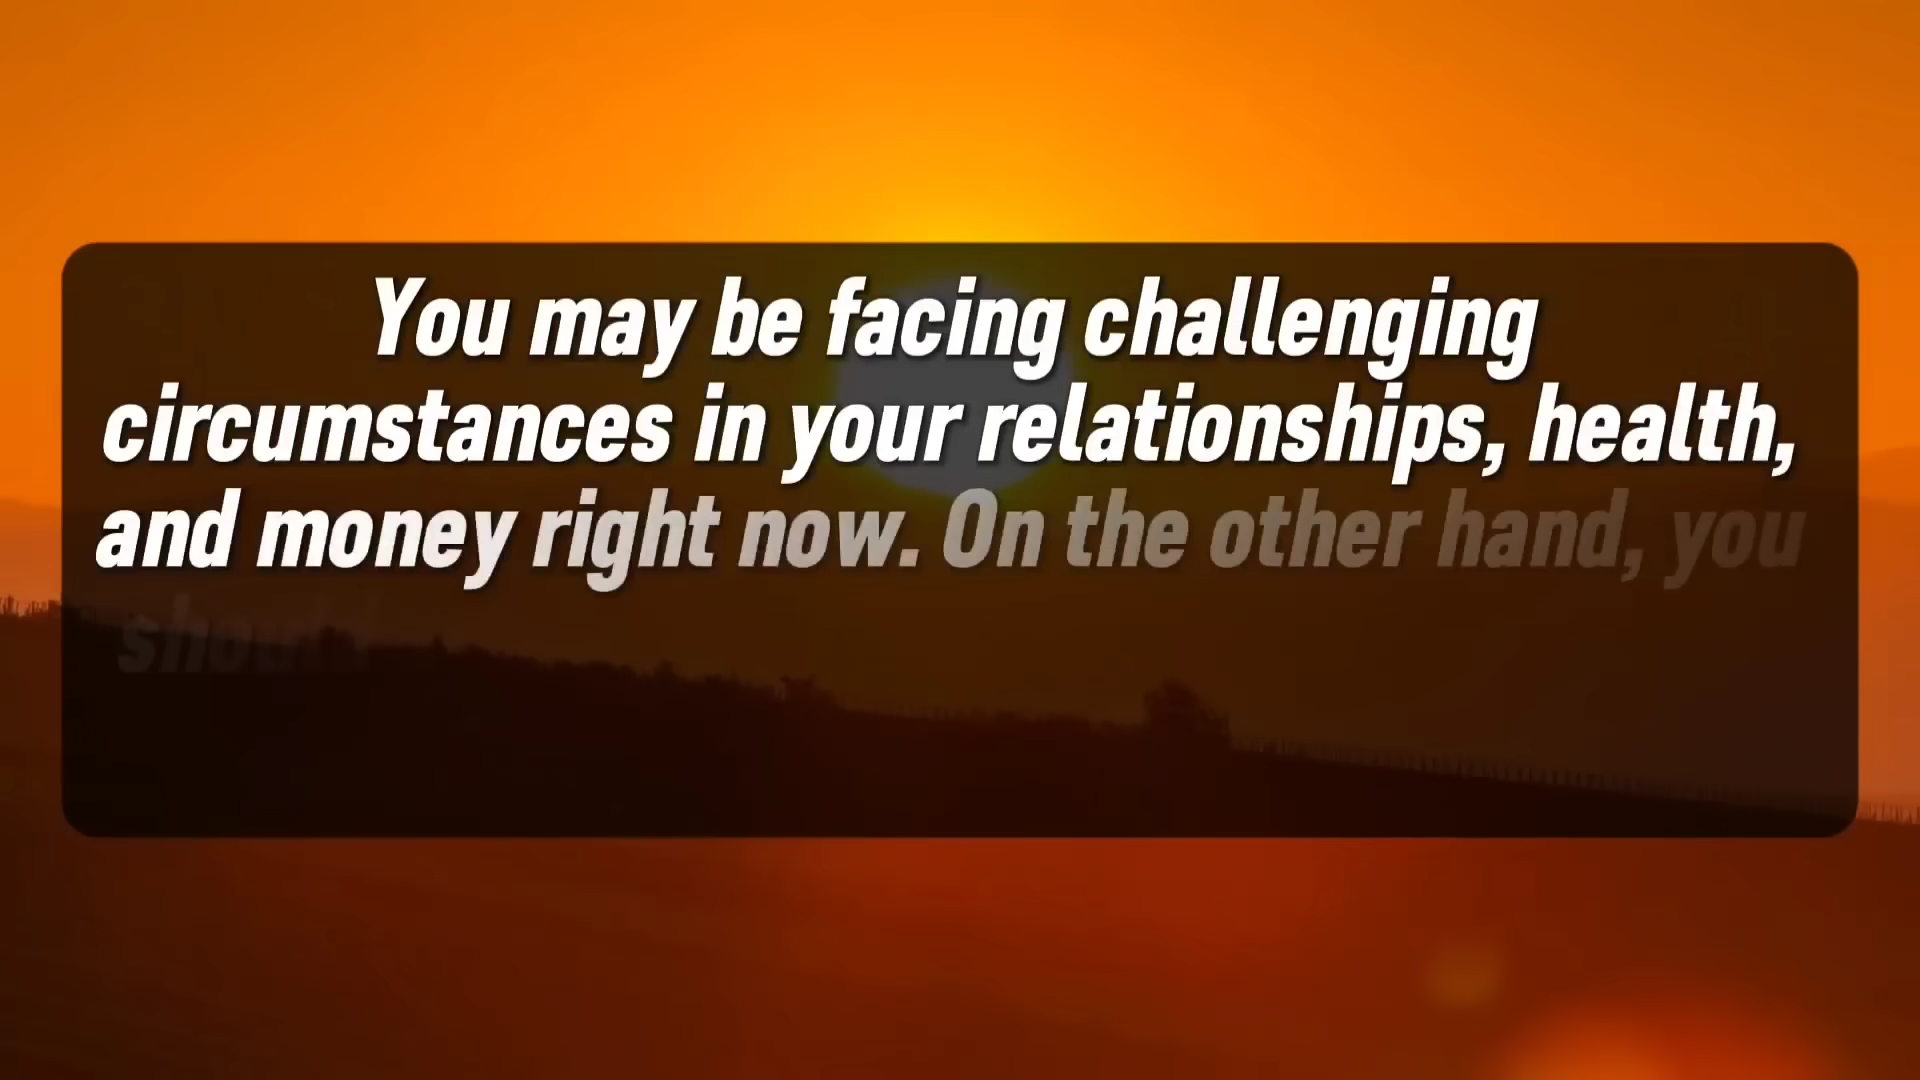 You may be facing challenging
circumstances in your relationships, health,
and money right now. On the other hand, you
should